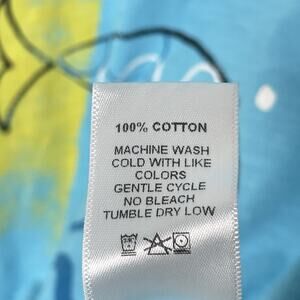 100% COTTON
MACHINE WASH
COLD WITH LIKE
COLORS
GENTLE CYCLE
NO BLEACH
TUMBLE DRY LOW